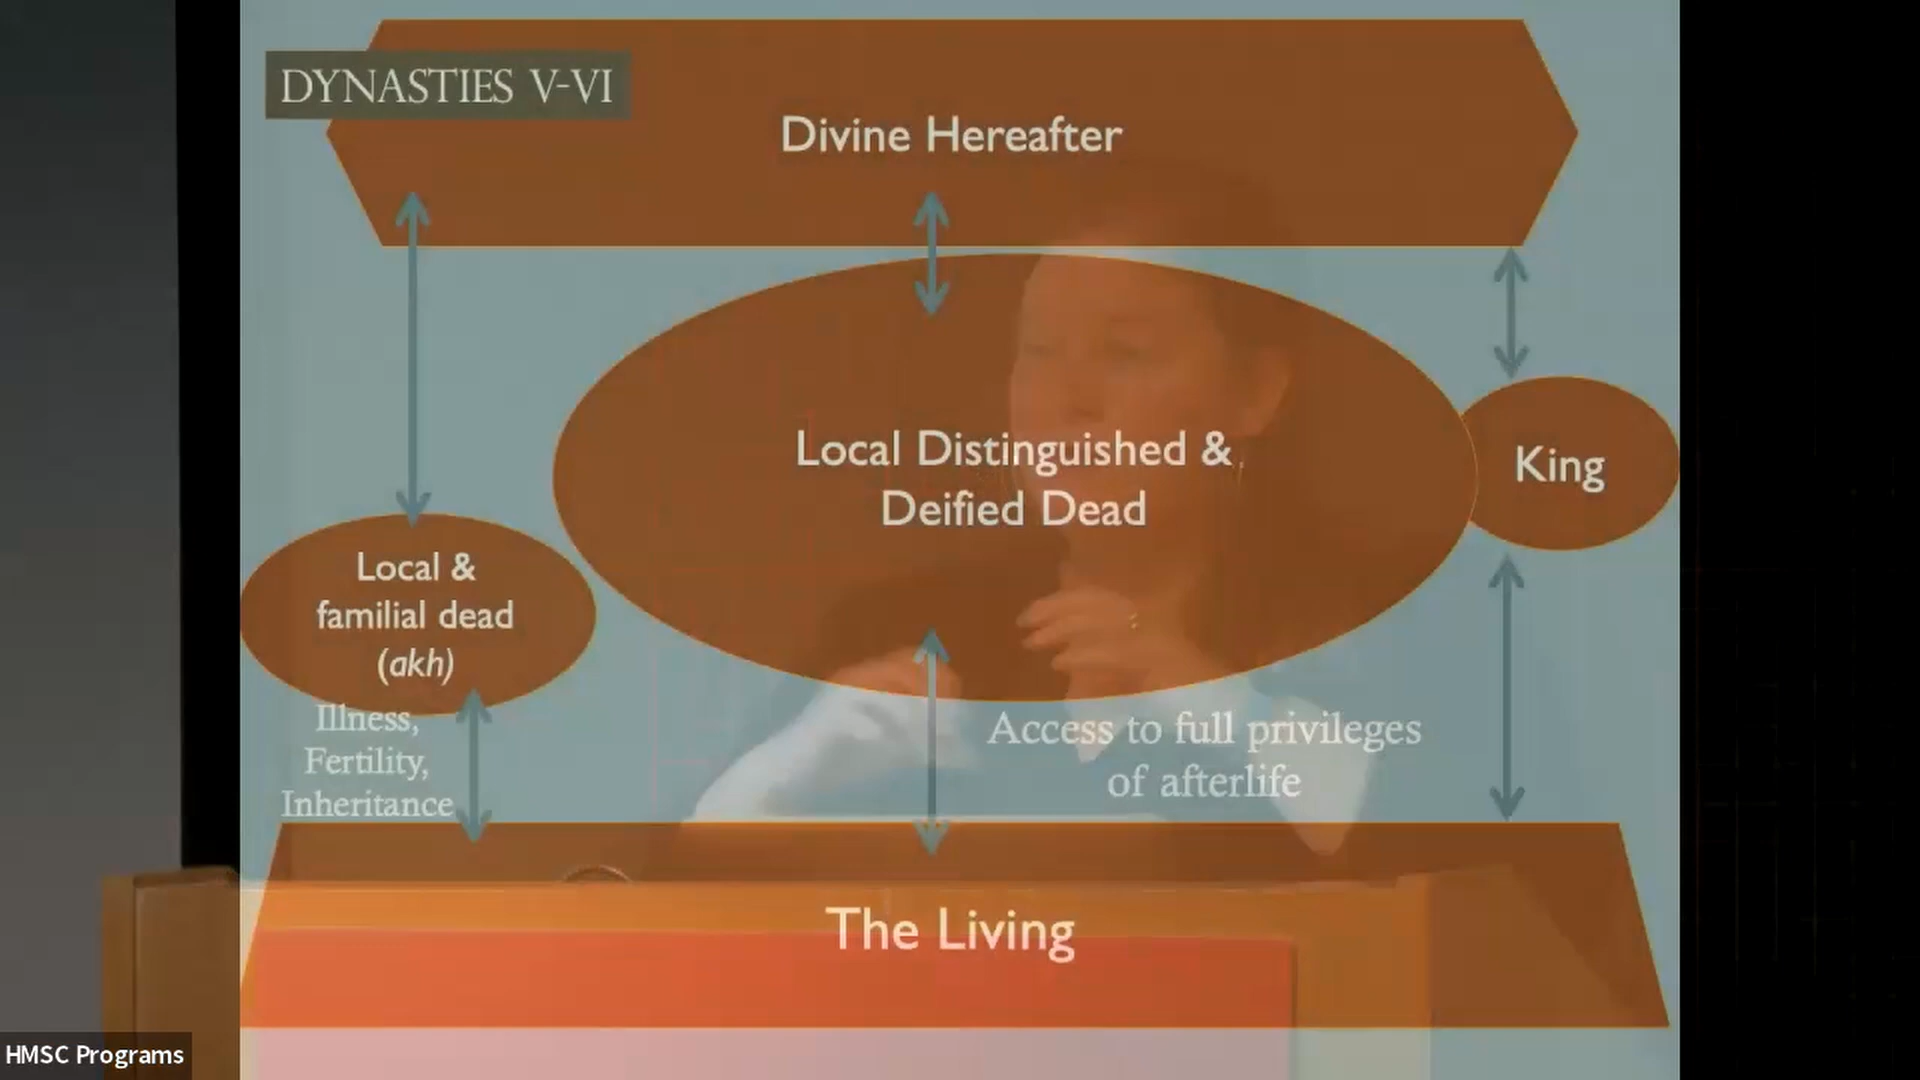 DYNASTIES V-VI
Divine Hereafter
Local Distinguished &
Deified Dead
King
Local &
familial dead
(akh)
Illness,
Fertility,
Inheritance
Access to full privileges
of afterlife
The Living
HMSC Programs